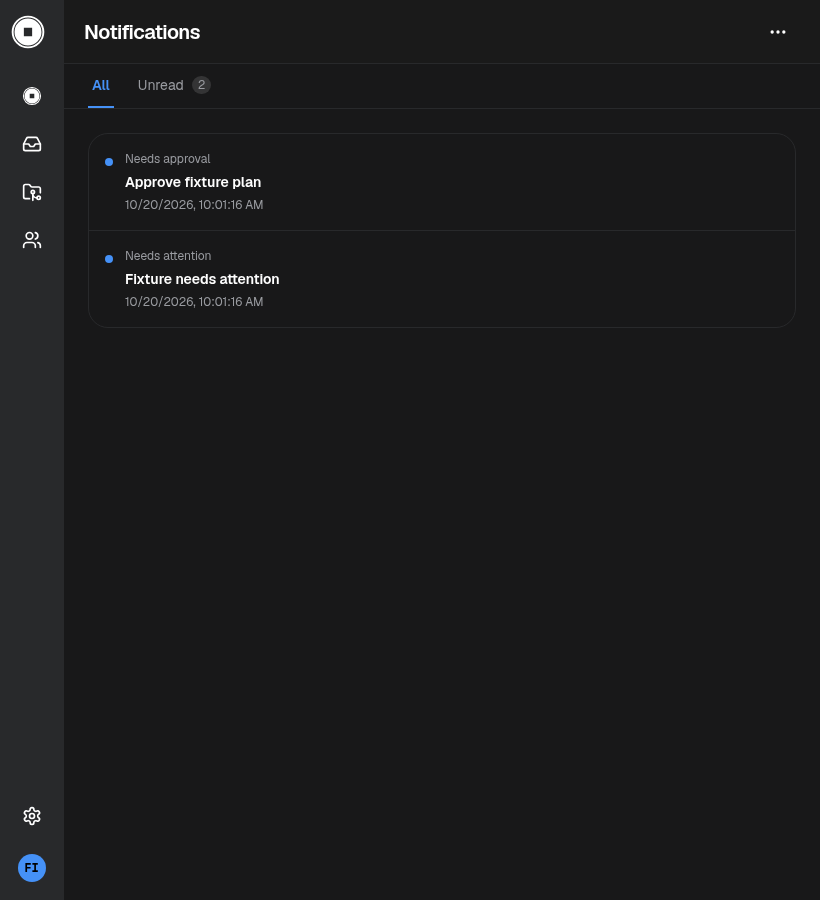 Notifications
All
Unread 2
Needs approval
Approve fixture plan
10/20/2026, 10:01:16 AM
Needs attention
Fixture needs attention
10/20/2026, 10:01:16 AM
FI